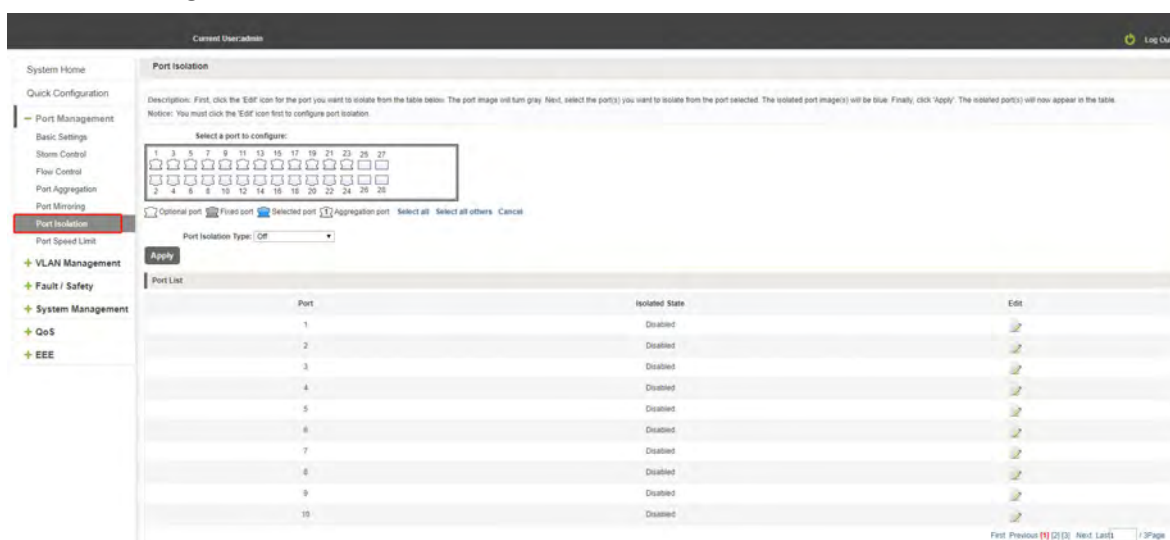 Current User:admin
Log Ou
System Home
Quick Configuration
Port Management
Basic Settings
Storm Control
Flow Control
Port Aggregation
Port Mirroring
Port Isolation
Port Speed Limit
VLAN Management
Fault / Safety
System Management
QoS
EEE
Port Isolation
Description: First, click the 'Edit' icon for the port you want to isolate from the table below. The port image will turn gray. Next, select the port(s) you want to isolate from the port selected. The isolated port image(s) will be blue. Finally, click 'Apply'. The isolated port(s) will now appear in the table.
Notice: You must click the 'Edit' icon first to configure port isolation.
Select a port to configure:
1 3 5 7 9 11 13 15 17 19 21 23 25 27
2 4 6 8 10 12 14 16 18 20 22 24 26 28
Optional port Fixed port Selected port 1 Aggregation port Select all Select all others Cancel
Port Isolation Type: Off
Apply
Port List
Port Isolated State Edit
1 Disabled
2 Disabled
3 Disabled
4 Disabled
5 Disabled
6 Disabled
7 Disabled
8 Disabled
9 Disabled
10 Disabled
First Previous [1] [2] [3] Next Last 1 / 3Page